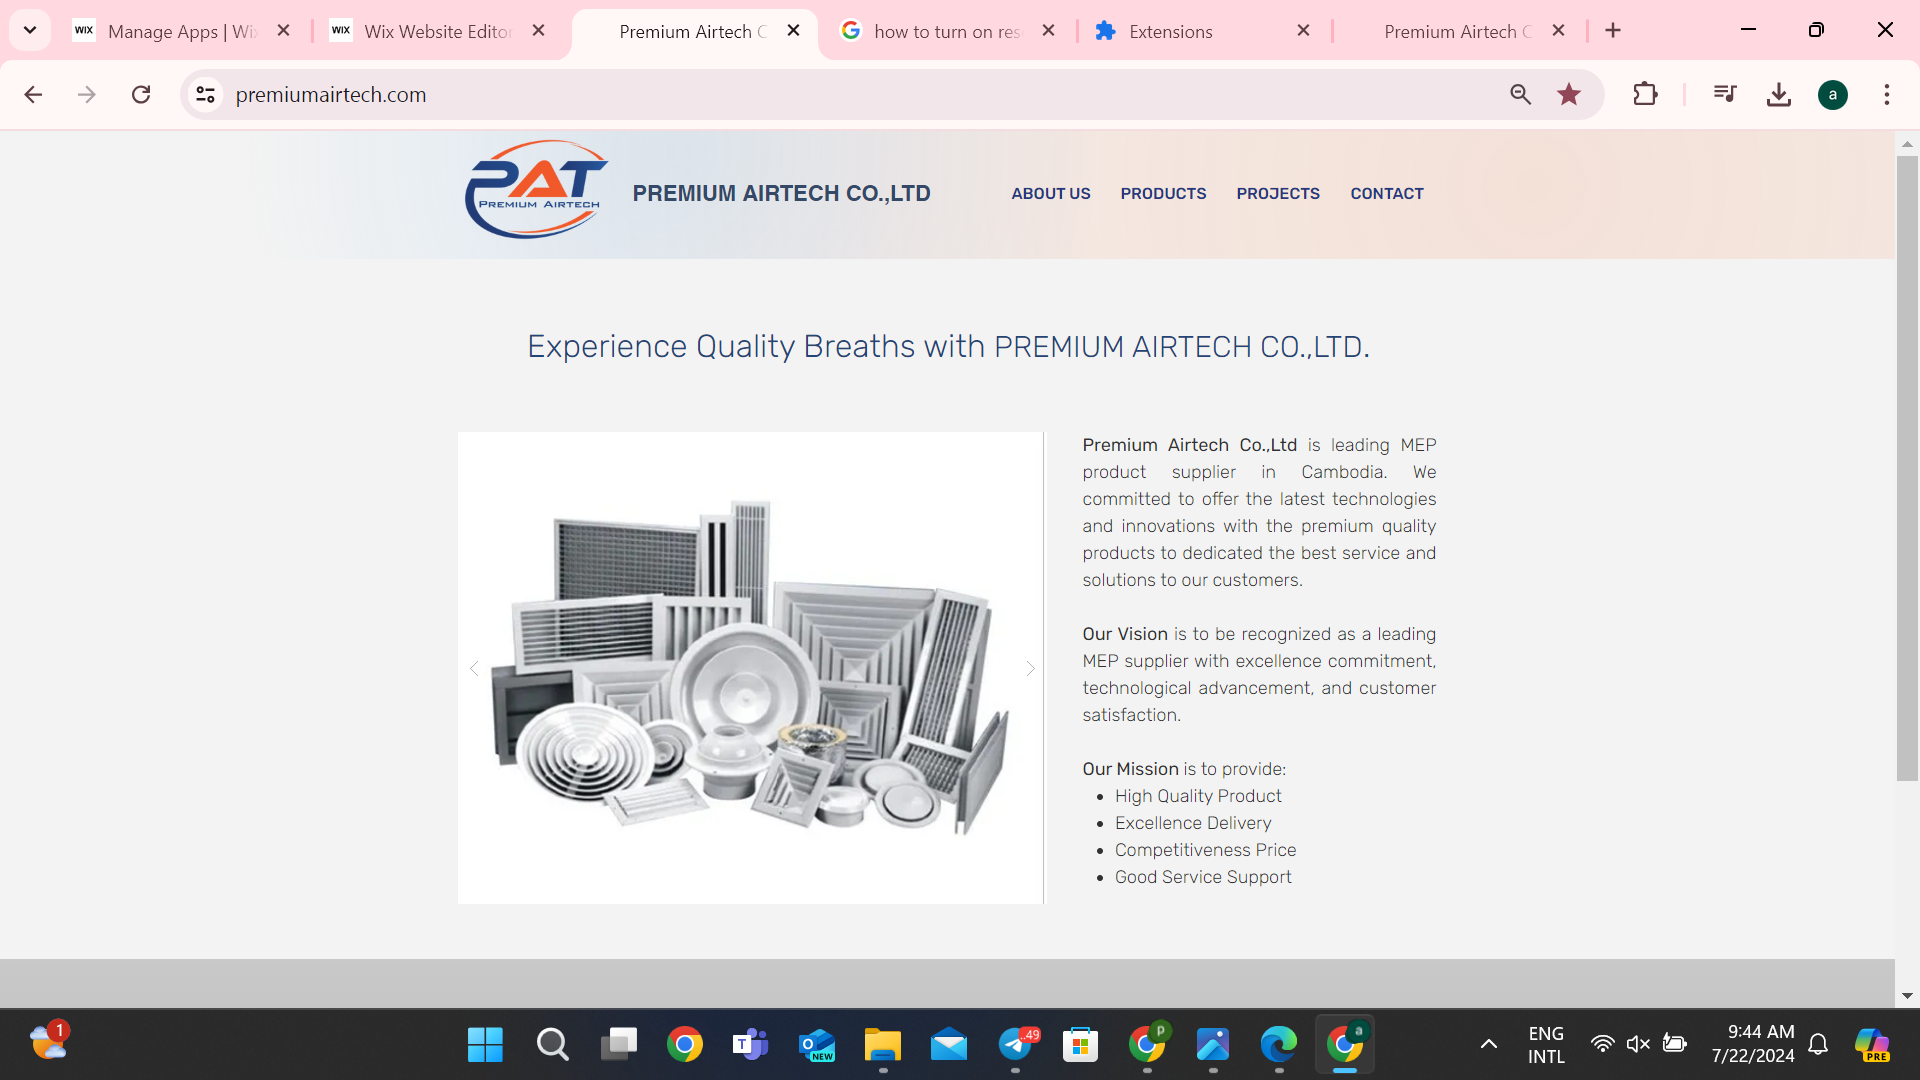 WIX Manage Apps | Wi
WIX Wix Website Editor
Premium Airtech C
how to turn on res
Extensions
Premium Airtech C
premiumairtech.com
a
PAT
PREMIUM AIRTECH
PREMIUM AIRTECH CO.,LTD
ABOUT US PRODUCTS PROJECTS CONTACT
Experience Quality Breaths with PREMIUM AIRTECH CO.,LTD.
Premium Airtech Co.,Ltd is leading MEP
product supplier in Cambodia. We
committed to offer the latest technologies
and innovations with the premium quality
products to dedicated the best service and
solutions to our customers.
Our Vision is to be recognized as a leading
MEP supplier with excellence commitment,
technological advancement, and customer
satisfaction.
Our Mission is to provide:
• High Quality Product
• Excellence Delivery
• Competitiveness Price
• Good Service Support
1
T
O
NEW
..49
p
a
ENG
INTL
9:44 AM
7/22/2024
PRE